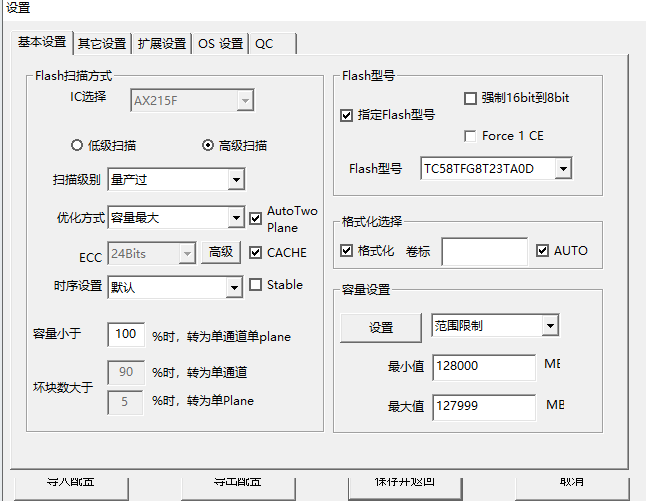 设置
基本设置 其它设置 扩展设置 OS 设置 QC
Flash扫描方式
IC选择 AX215F
低级扫描 高级扫描
扫描级别 量产过
优化方式 容量最大 AutoTwo Plane
ECC 24Bits 高级 CACHE
时序设置 默认 Stable
容量小于 100 %时，转为单通道单plane
坏块数大于
90 %时，转为单通道
5 %时，转为单Plane
Flash型号
强制16bit到8bit
指定Flash型号
Force 1 CE
Flash型号 TC58TFG8T23TA0D
格式化选择
格式化 卷标 AUTO
容量设置
设置 范围限制
最小值 128000 ME
最大值 127999 ME
导入配置 导出配置 保存并返回 取消